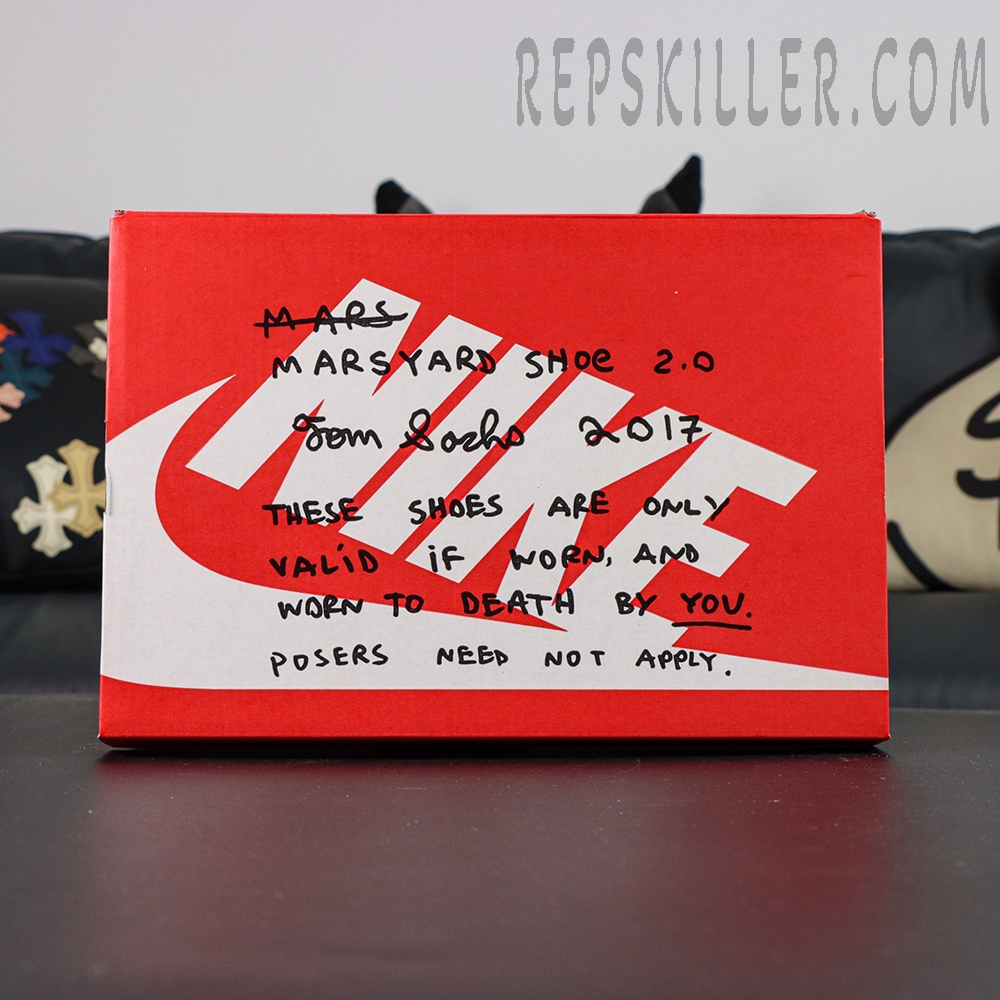 REPSKILLER.COM
NIKE
MARS
MARSYARD SHOE 2.0
Tom Sachs 2017
THESE SHOES ARE ONLY
VALiD iF WORN, AND
WORN TO DEATH BY YOU.
POSERS NEED NOT APPLY.